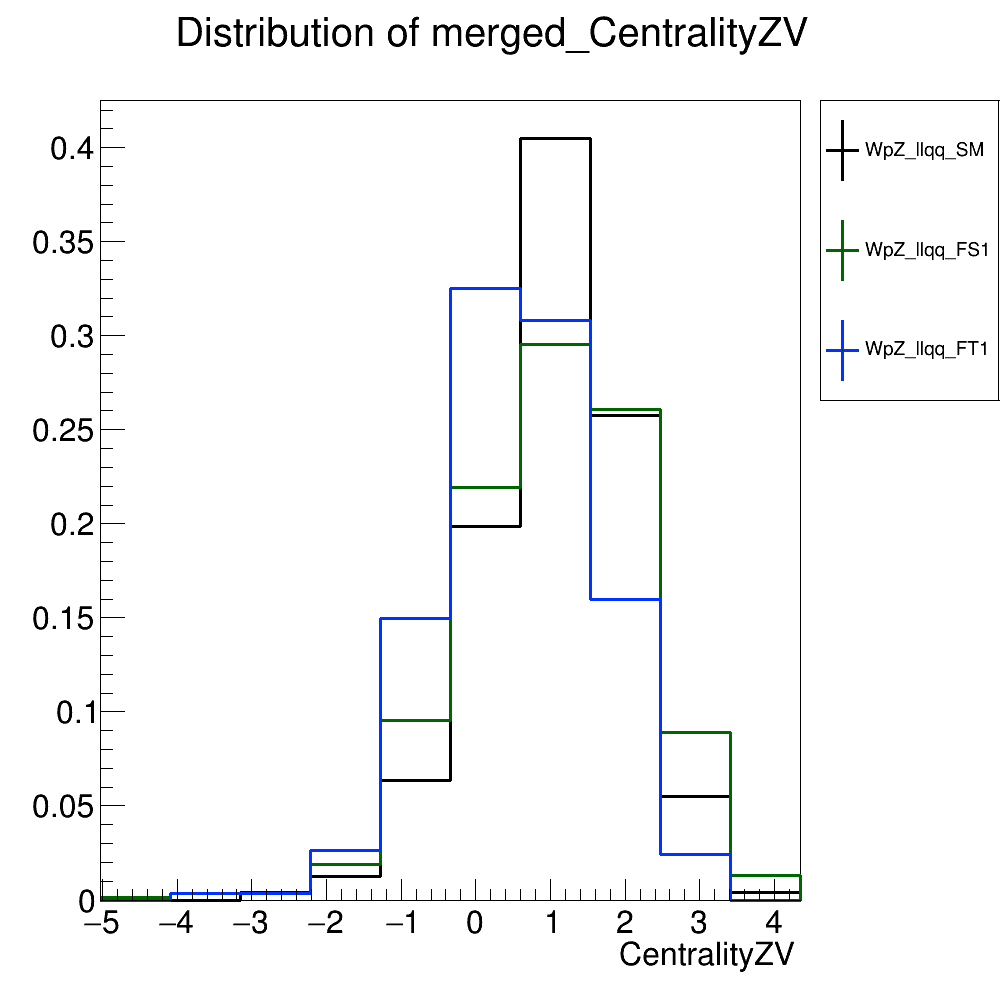 Distribution of merged_CentralityZV
WpZ_llqq_SM
WpZ_llqq_FS1
WpZ_llqq_FT1
0.4
0.35
0.3
0.25
0.2
0.15
0.1
0.05
0
−5 −4 −3 −2 −1 0 1 2 3 4
CentralityZV